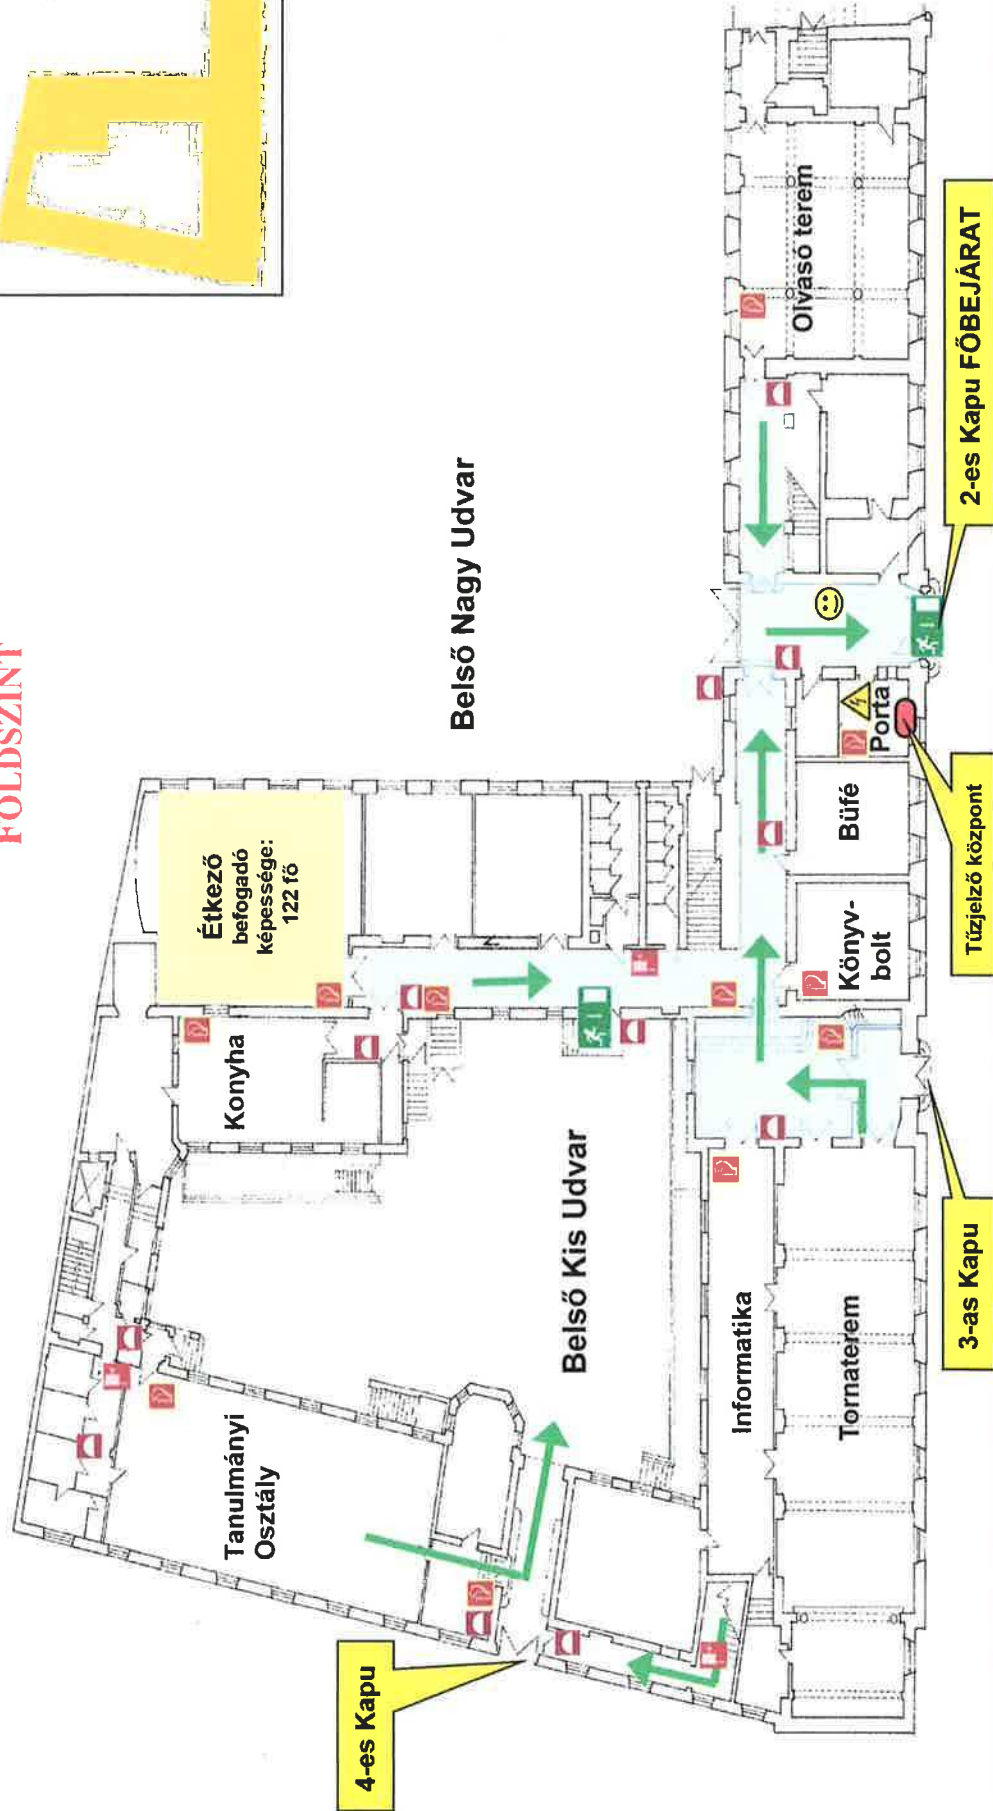 FÖLDSZINT
Tanulmányi
Osztály
Konyha
Étkező
befogadó
képessége:
122 fő
4-es Kapu
Belső Nagy Udvar
Belső Kis Udvar
Informatika
Olvasó terem
Tornaterem
Könyv-
bolt
Büfé
Porta
3-as Kapu
Tűzjelző központ
2-es Kapu FŐBEJÁRAT